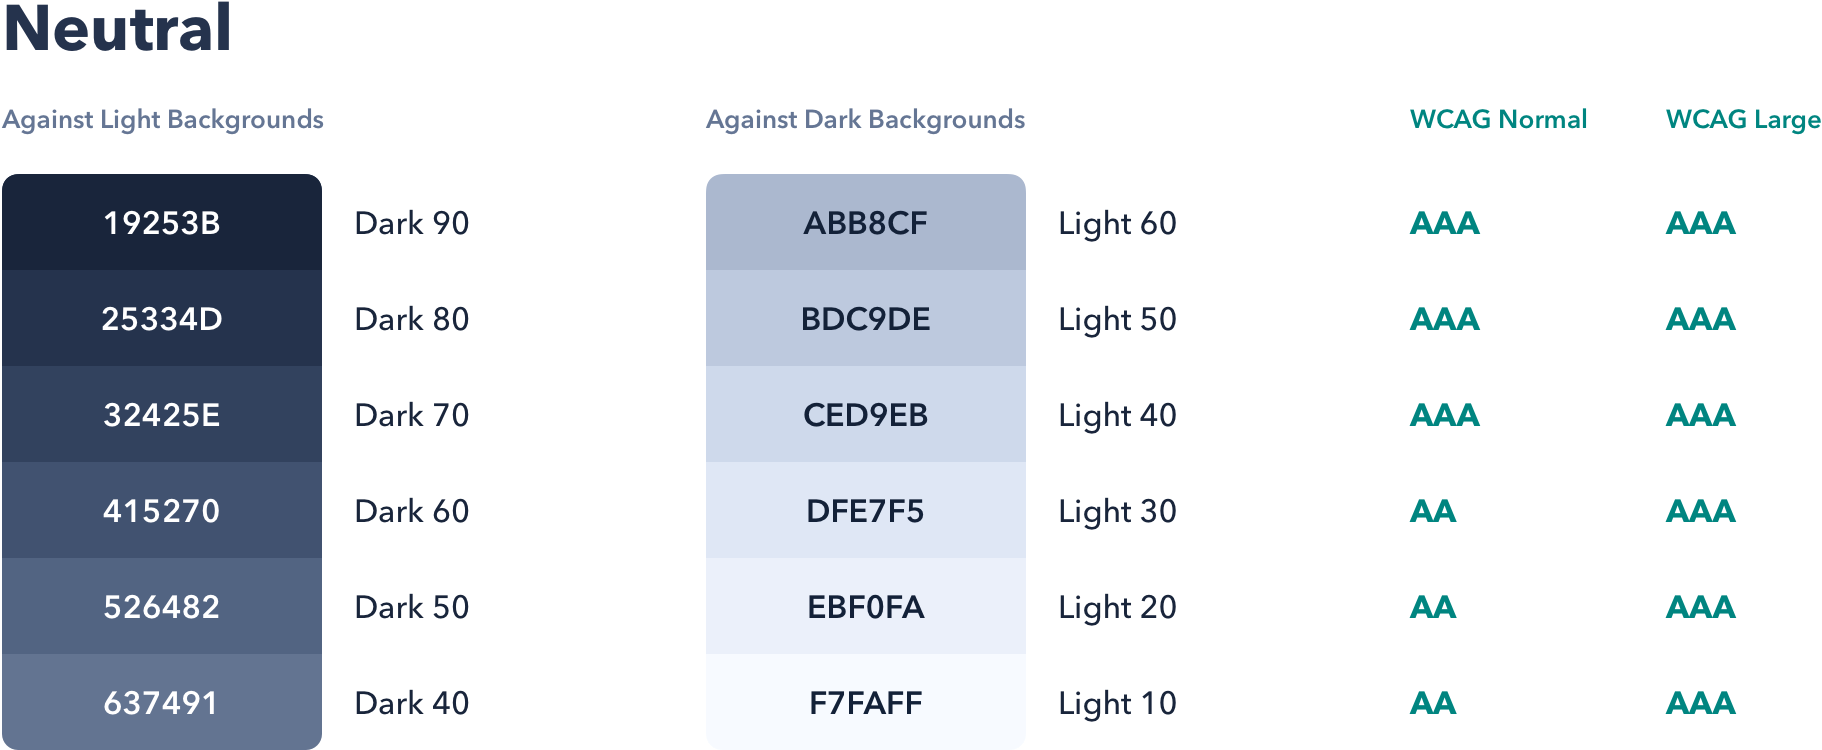 Neutral
Against Light Backgrounds Against Dark Backgrounds WCAG Normal WCAG Large
19253B Dark 90 ABB8CF Light 60 AAA AAA
25334D Dark 80 BDC9DE Light 50 AAA AAA
32425E Dark 70 CED9EB Light 40 AAA AAA
415270 Dark 60 DFE7F5 Light 30 AA AAA
526482 Dark 50 EBF0FA Light 20 AA AAA
637491 Dark 40 F7FAFF Light 10 AA AAA